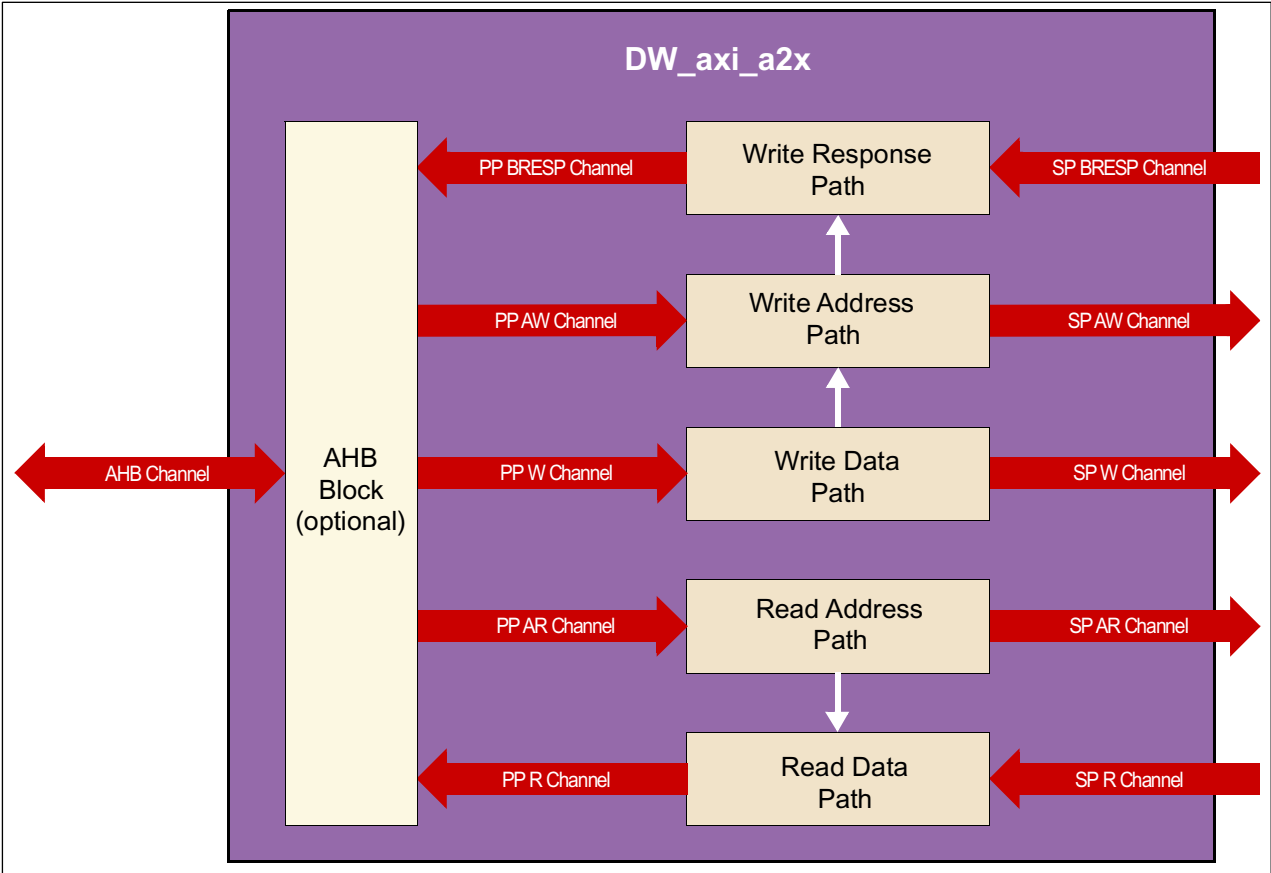 DW_axi_a2x
PP BRESP Channel
Write Response
Path
SP BRESP Channel
PP AW Channel
Write Address
Path
SP AW Channel
AHB Channel
AHB
Block
(optional)
PP W Channel
Write Data
Path
SP W Channel
PP AR Channel
Read Address
Path
SP AR Channel
PP R Channel
Read Data
Path
SP R Channel